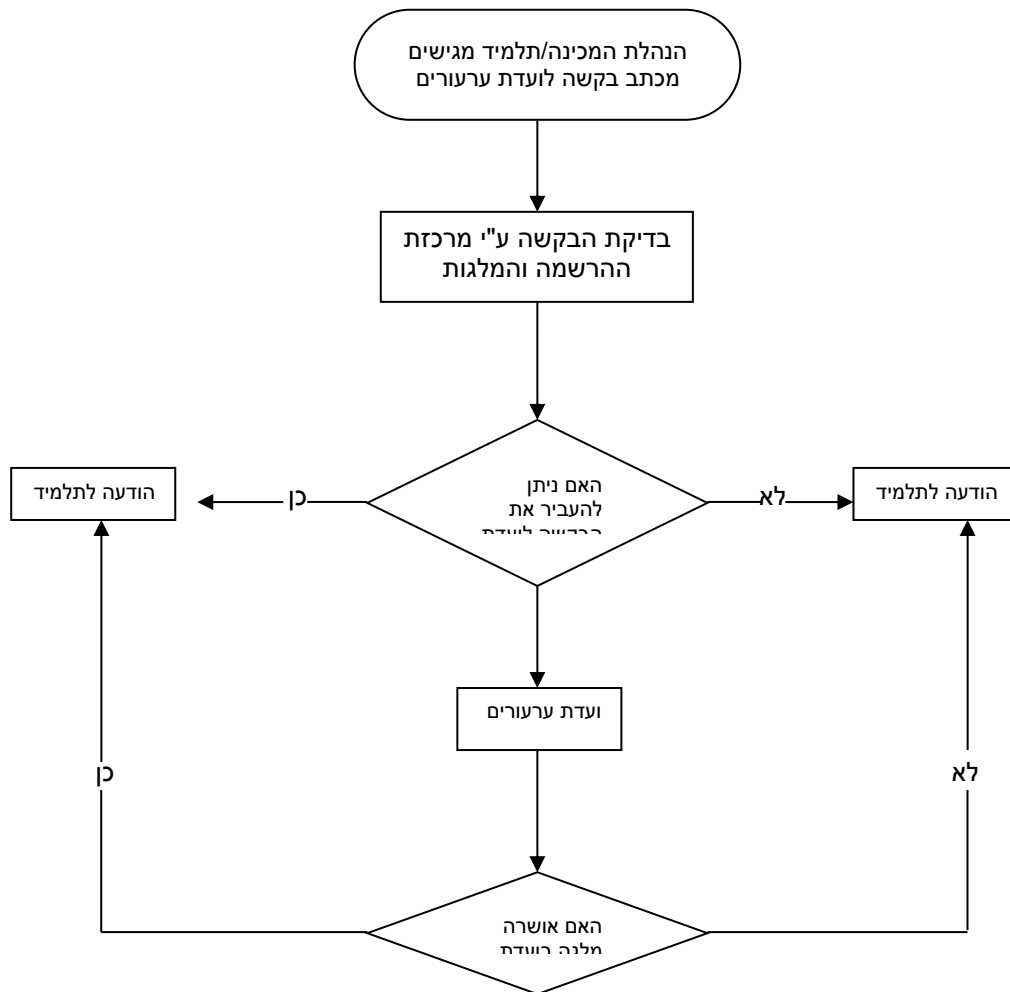 הנהלת המכינה/תלמיד מגישים
מכתב בקשה לועדת ערעורים
בדיקת הבקשה ע"י מרכזת
ההרשמה והמלגות
האם ניתן
להעביר את
הודעה לתלמיד
כן
לא
הודעה לתלמיד
ועדת ערעורים
כן
לא
האם אושרה